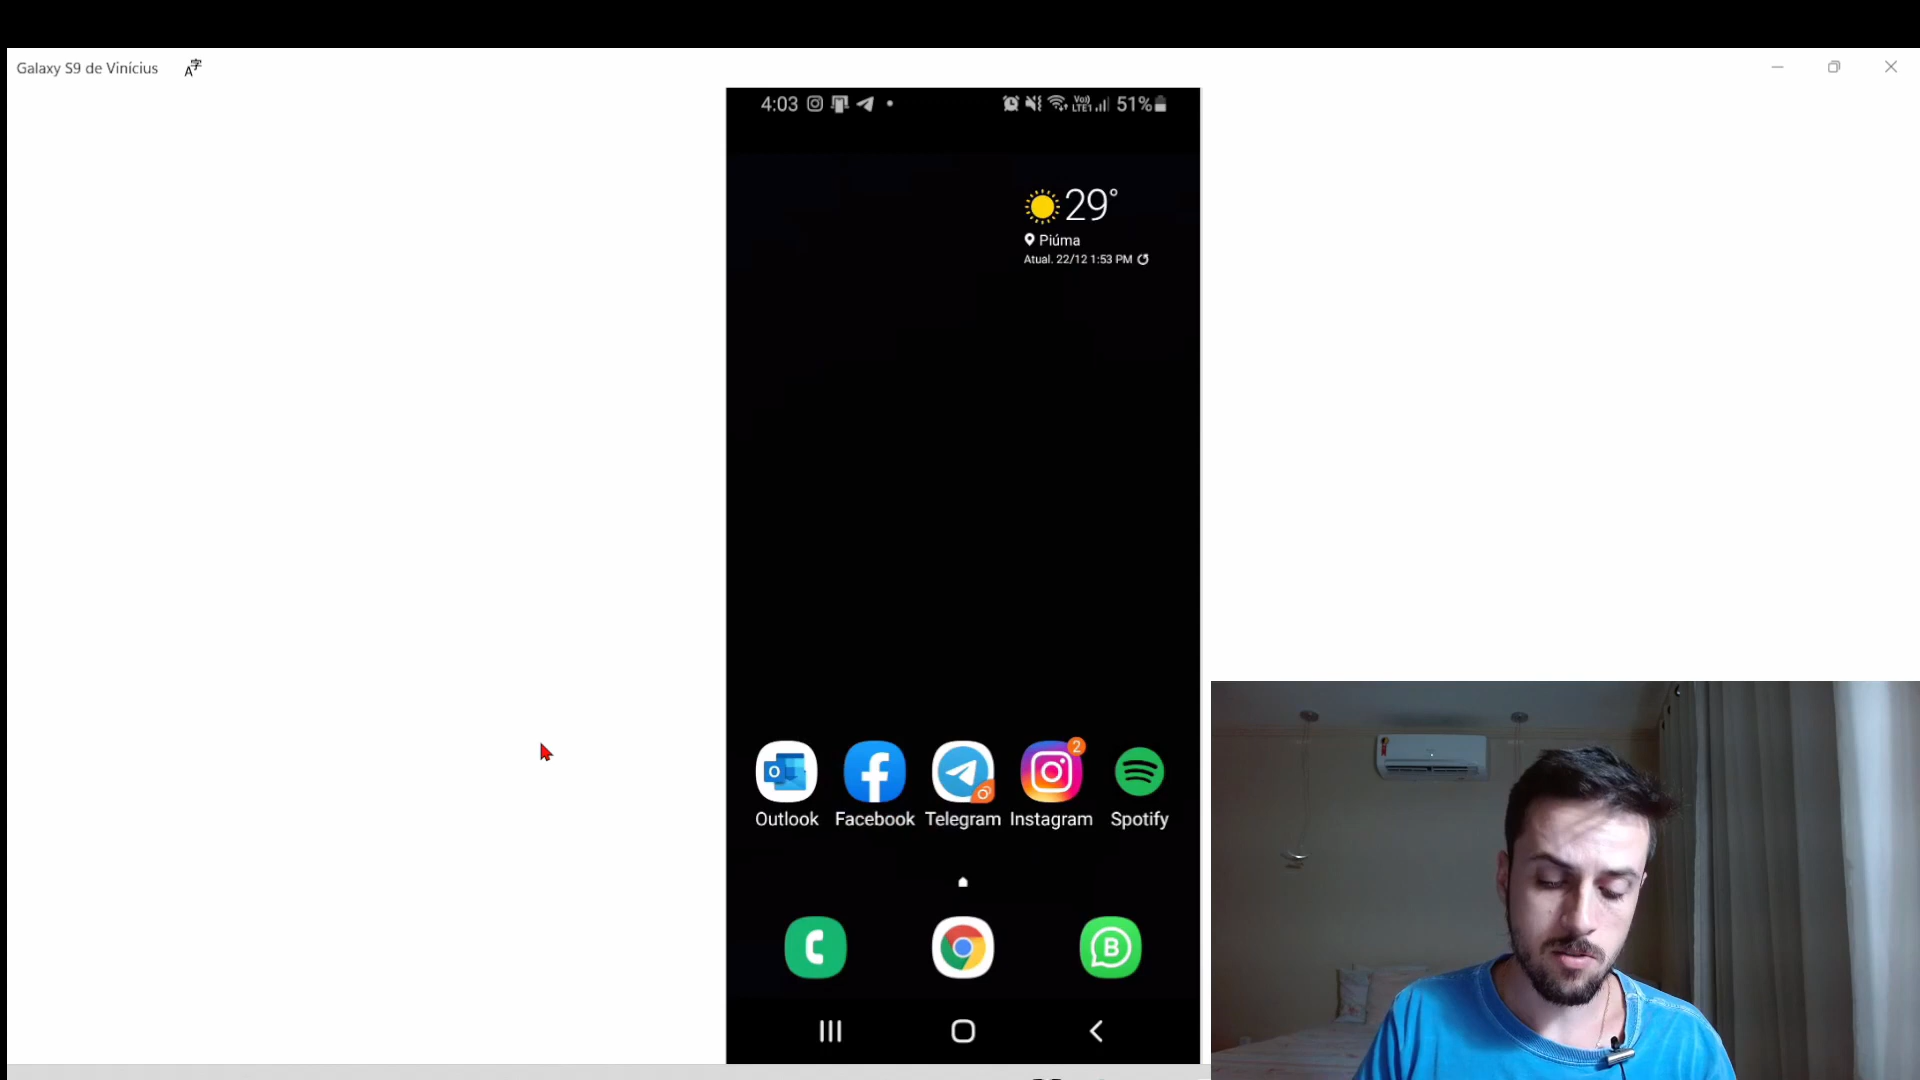 Galaxy S9 de Vinícius
4:03
51%
29°
Piúma
Atual. 22/12 1:53 PM
2
Outlook Facebook Telegram Instagram Spotify